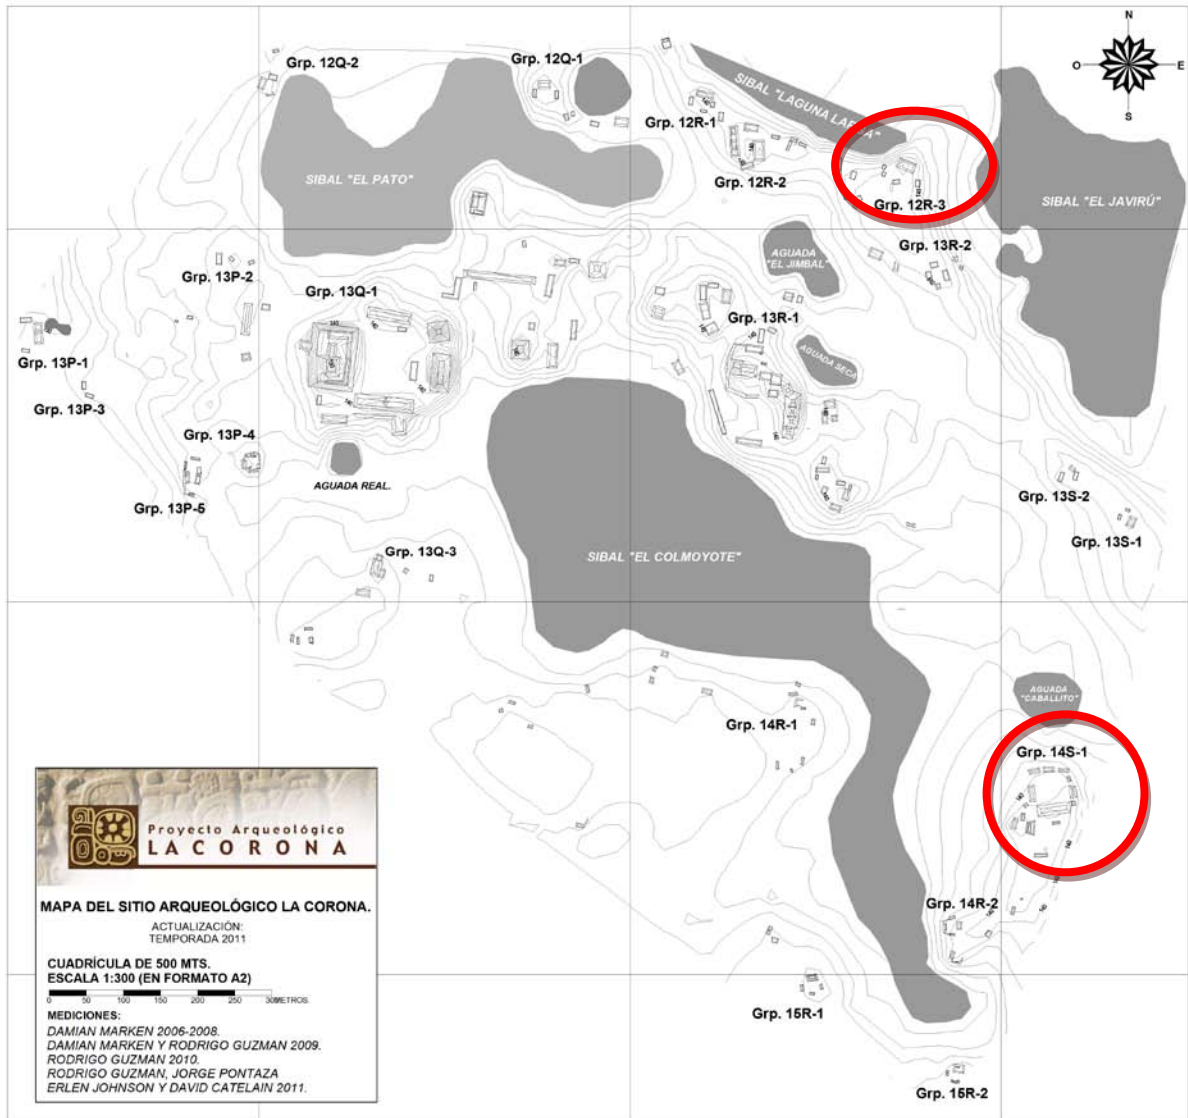 N
O
E
S
Grp. 12Q-2
Grp. 12Q-1
SIBAL "LAGUNA LARGA"
Grp. 12R-1
SIBAL "EL PATO"
Grp. 12R-2
Grp. 12R-3
SIBAL "EL JAVIRÚ"
Grp. 13R-2
AGUADA
"EL JIMBAL"
Grp. 13P-2
Grp. 13Q-1
Grp. 13R-1
AGUADA SECA
Grp. 13P-1
Grp. 13P-3
Grp. 13P-4
AGUADA REAL.
Grp. 13P-5
Grp. 13S-2
Grp. 13S-1
Grp. 13Q-3
SIBAL "EL COLMOYOTE"
AGUADA
"CABALLITO"
Grp. 14R-1
Grp. 14S-1
140
140
140
140
Grp. 14R-2
Grp. 15R-1
Grp. 15R-2
Proyecto Arqueológico
LA CORONA
MAPA DEL SITIO ARQUEOLÓGICO LA CORONA.
ACTUALIZACIÓN:
TEMPORADA 2011
CUADRÍCULA DE 500 MTS.
ESCALA 1:300 (EN FORMATO A2)
0 50 100 150 200 250 300 METROS
MEDICIONES:
DAMIAN MARKEN 2006-2008.
DAMIAN MARKEN Y RODRIGO GUZMAN 2009.
RODRIGO GUZMAN 2010.
RODRIGO GUZMAN, JORGE PONTAZA
ERLEN JOHNSON Y DAVID CATELAIN 2011.